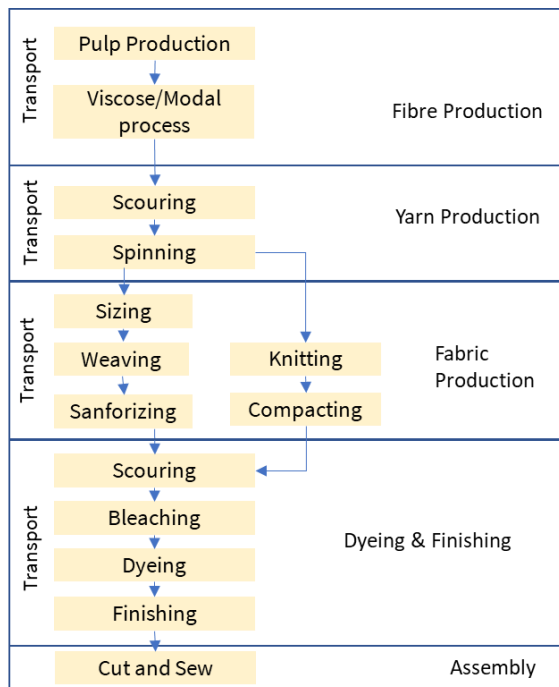 Transport
Pulp Production
Viscose/Modal
process
Fibre Production
Transport
Scouring
Yarn Production
Spinning
Transport
Sizing
Weaving
Knitting
Fabric
Production
Sanforizing
Compacting
Transport
Scouring
Bleaching
Dyeing & Finishing
Dyeing
Finishing
Cut and Sew
Assembly